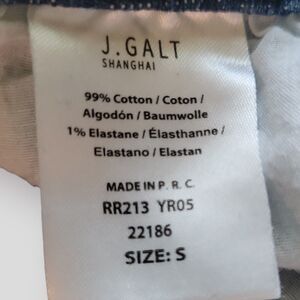 J.GALT
SHANGHAI
99% Cotton / Coton /
Algodón / Baumwolle
1% Elastane / Élasthanne /
Elastano / Elastan
MADE IN P. R. C.
RR213 YR05
22186
SIZE: S